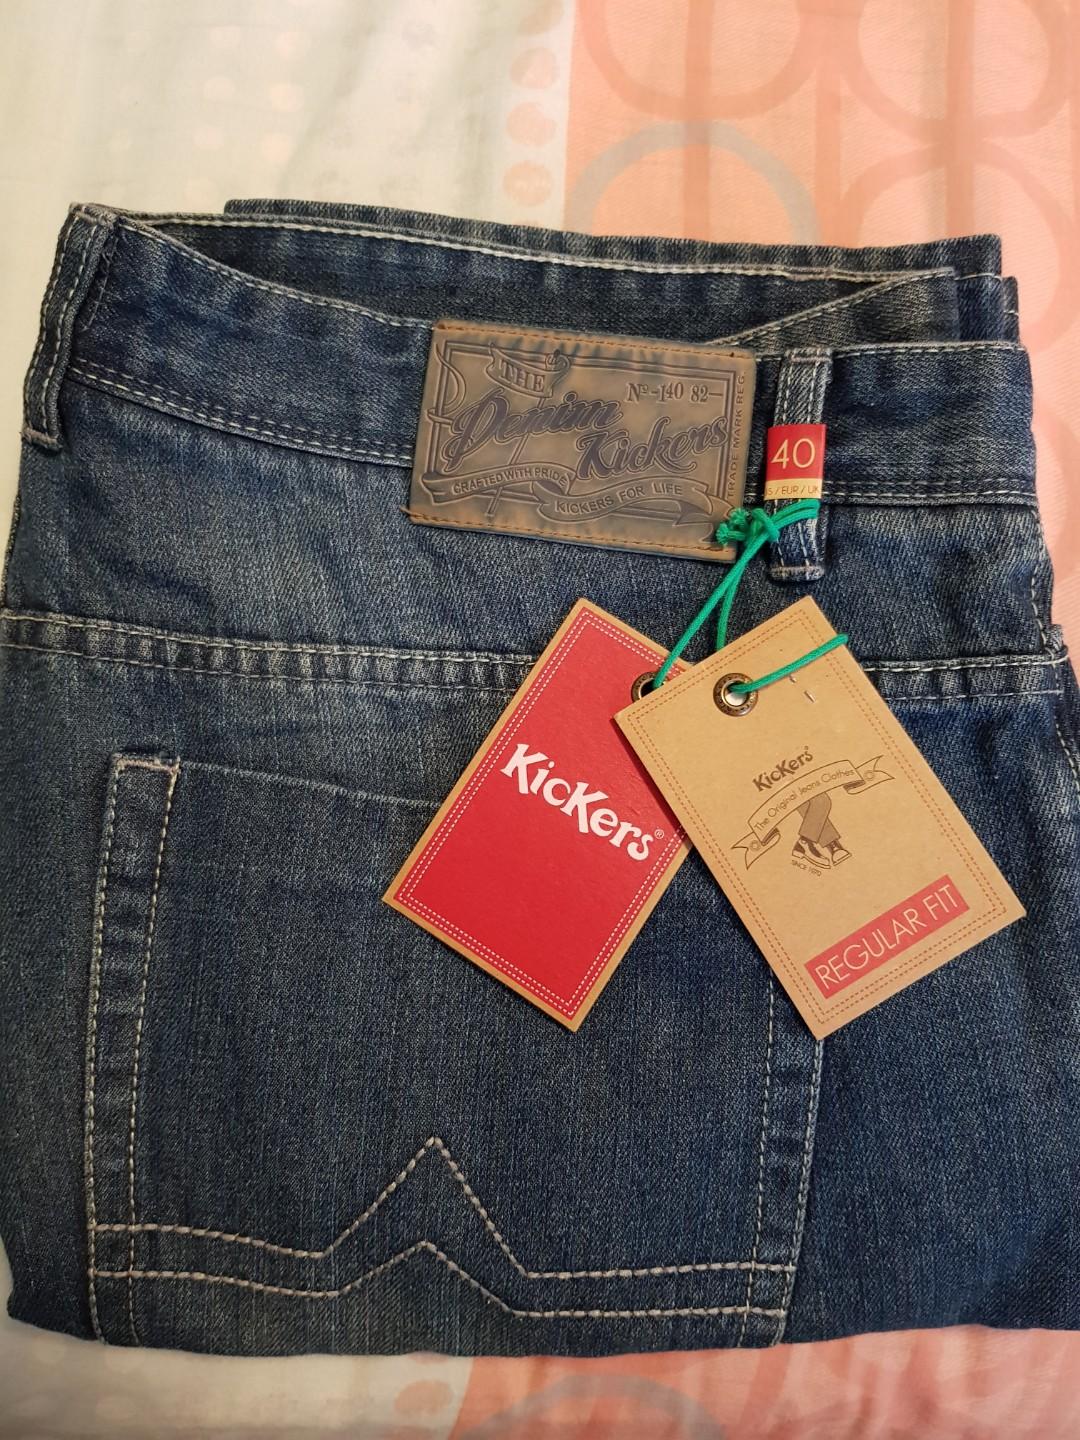 THE
Nº-140 82—
Denim
Kickers
TRADE MARK REG.
CRAFTED WITH PRIDE
KICKERS FOR LIFE
40
/ EUR / UK
KicKers®
KicKers®
The Original Jeans Clothes
SINCE 1970
REGULAR FIT